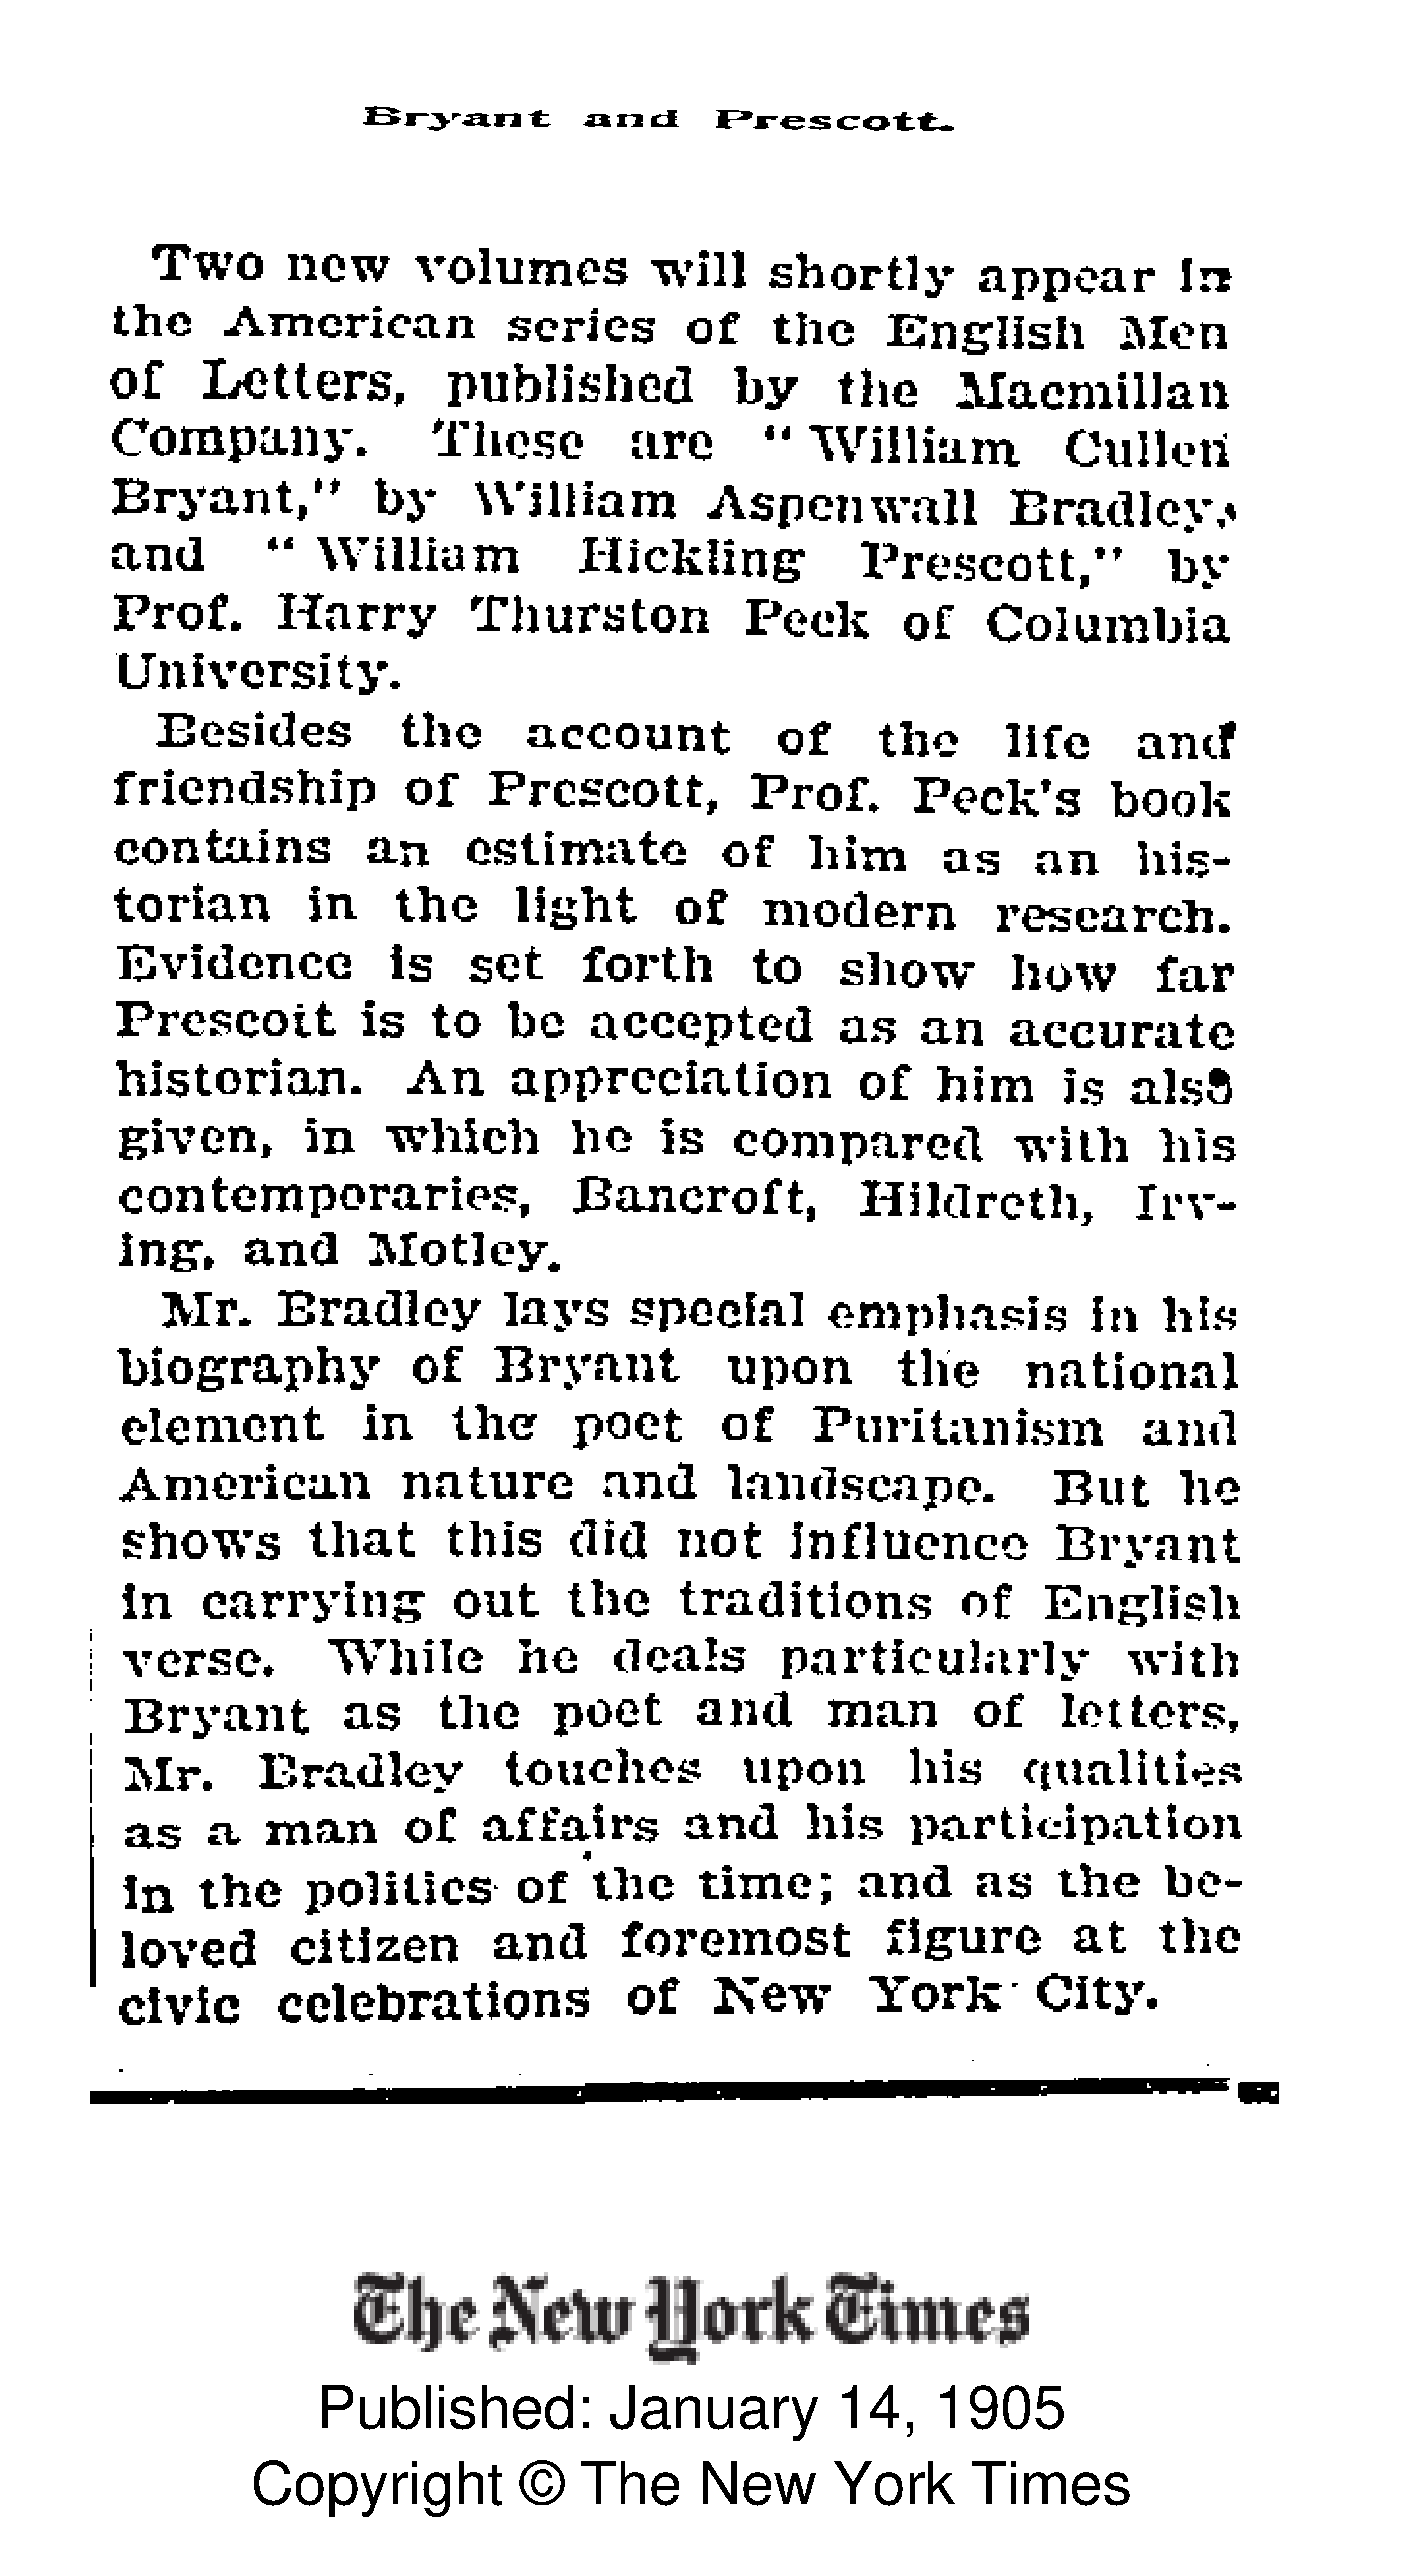 Bryant and Prescott.
Two new volumes will shortly appear in
the American series of the English Men
of Letters, published by the Macmillan
Company. These are "William Cullen
Bryant," by William Aspenwall Bradley,
and "William Hickling Prescott," by
Prof. Harry Thurston Peck of Columbia
University.
Besides the account of the life and
friendship of Prescott, Prof. Peck's book
contains an estimate of him as an his-
torian in the light of modern research.
Evidence is set forth to show how far
Prescott is to be accepted as an accurate
historian. An appreciation of him is also
given, in which he is compared with his
contemporaries, Bancroft, Hildreth, Irv-
ing, and Motley.
Mr. Bradley lays special emphasis in his
biography of Bryant upon the national
element in the poet of Puritanism and
American nature and landscape. But he
shows that this did not influence Bryant
in carrying out the traditions of English
verse. While he deals particularly with
Bryant as the poet and man of letters,
Mr. Bradley touches upon his qualities
as a man of affairs and his participation
in the politics of the time; and as the be-
loved citizen and foremost figure at the
civic celebrations of New York City.
The New York Times
Published: January 14, 1905
Copyright © The New York Times